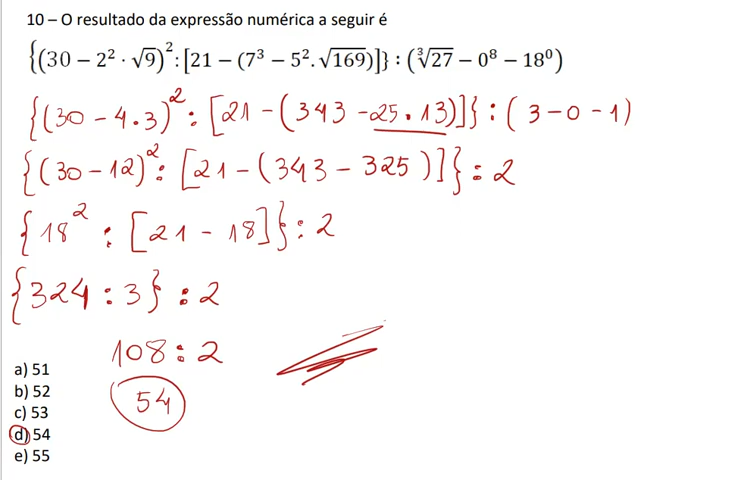 10 – O resultado da expressão numérica a seguir é
{(30 − 2² · √9)² : [21 − (7³ − 5². √169)]} : (∛27 − 0⁸ − 18⁰)
{(30 − 4.3)² : [21 − (343 − 25.13)]} : (3 − 0 − 1)
{(30 − 12)² : [21 − (343 − 325)]} : 2
{18² : [21 − 18]} : 2
{324 : 3} : 2
108 : 2
54
a) 51
b) 52
c) 53
d) 54
e) 55